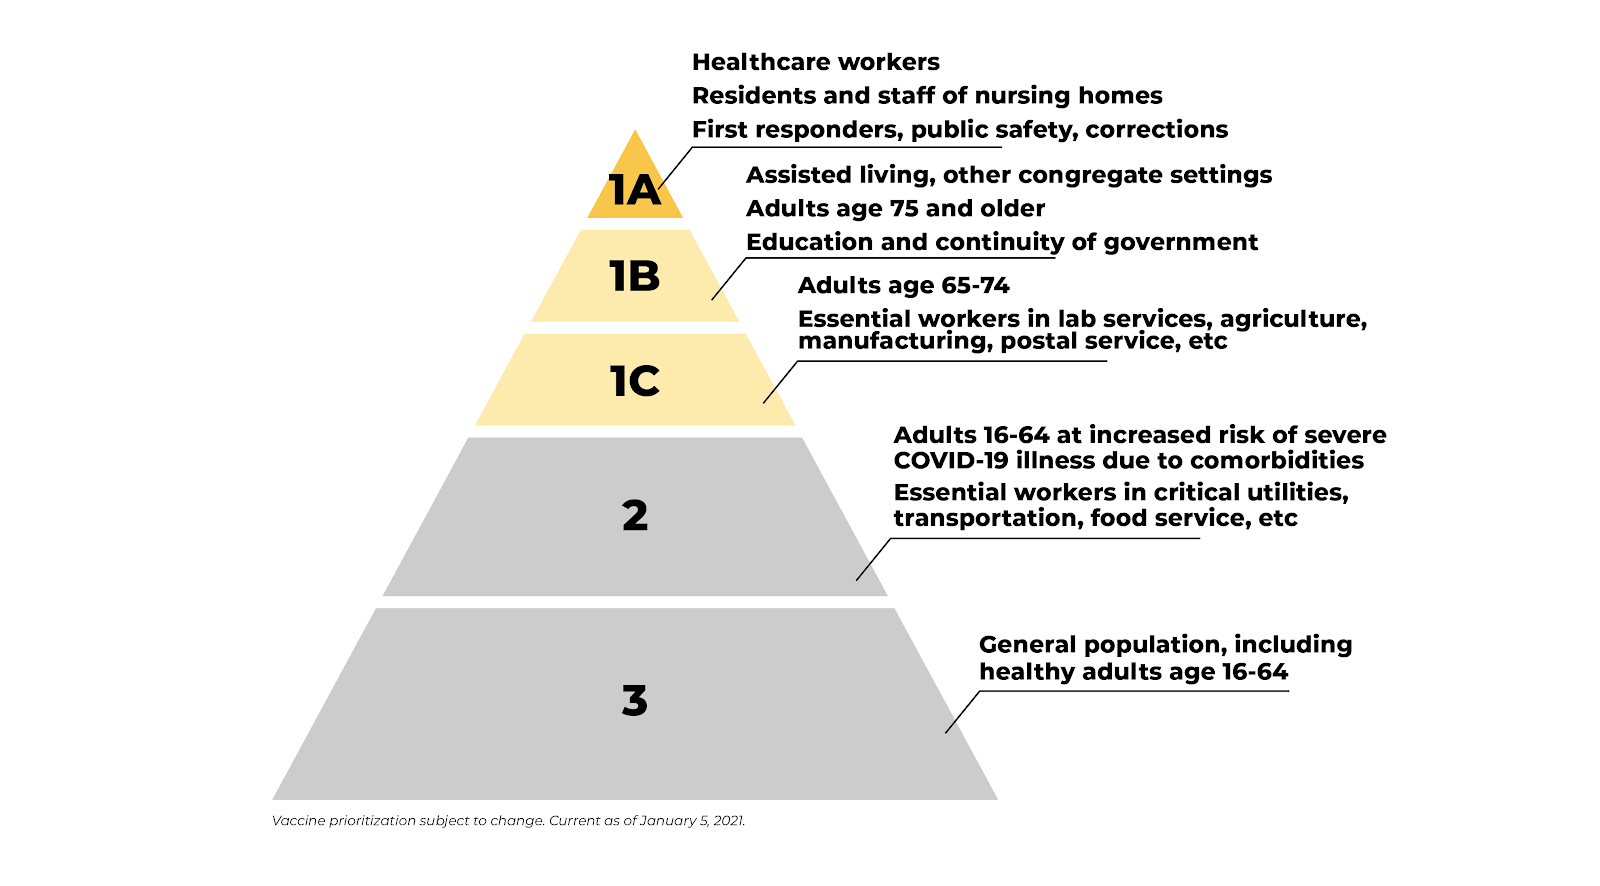 Healthcare workers
Residents and staff of nursing homes
First responders, public safety, corrections
1A
Assisted living, other congregate settings
Adults age 75 and older
Education and continuity of government
1B
Adults age 65-74
Essential workers in lab services, agriculture,
manufacturing, postal service, etc
1C
Adults 16-64 at increased risk of severe
COVID-19 illness due to comorbidities
Essential workers in critical utilities,
transportation, food service, etc
2
General population, including
healthy adults age 16-64
3
Vaccine prioritization subject to change. Current as of January 5, 2021.